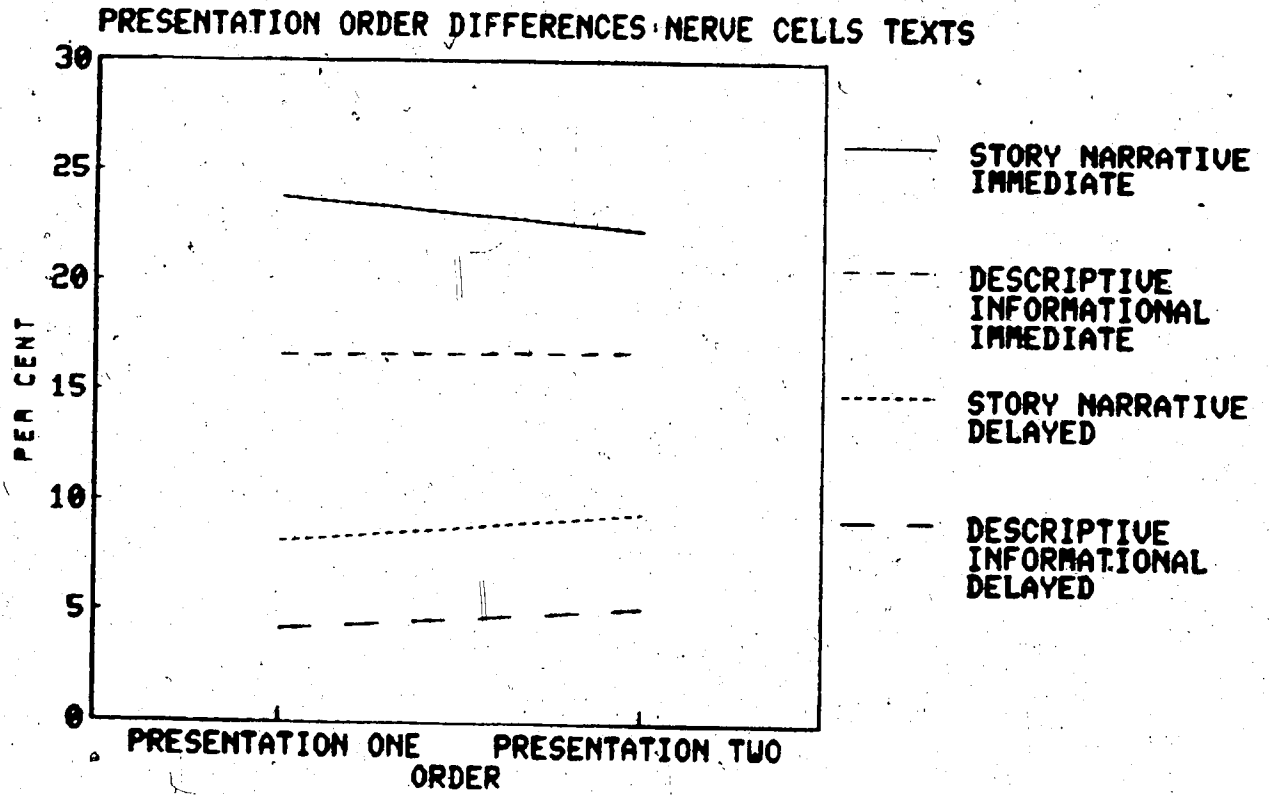 PRESENTATION ORDER DIFFERENCES: NERVE CELLS TEXTS
30
25
20
15
10
5
0
PER CENT
PRESENTATION ONE PRESENTATION TWO
ORDER
STORY NARRATIVE
IMMEDIATE
DESCRIPTIVE
INFORMATIONAL
IMMEDIATE
STORY NARRATIVE
DELAYED
DESCRIPTIVE
INFORMATIONAL
DELAYED